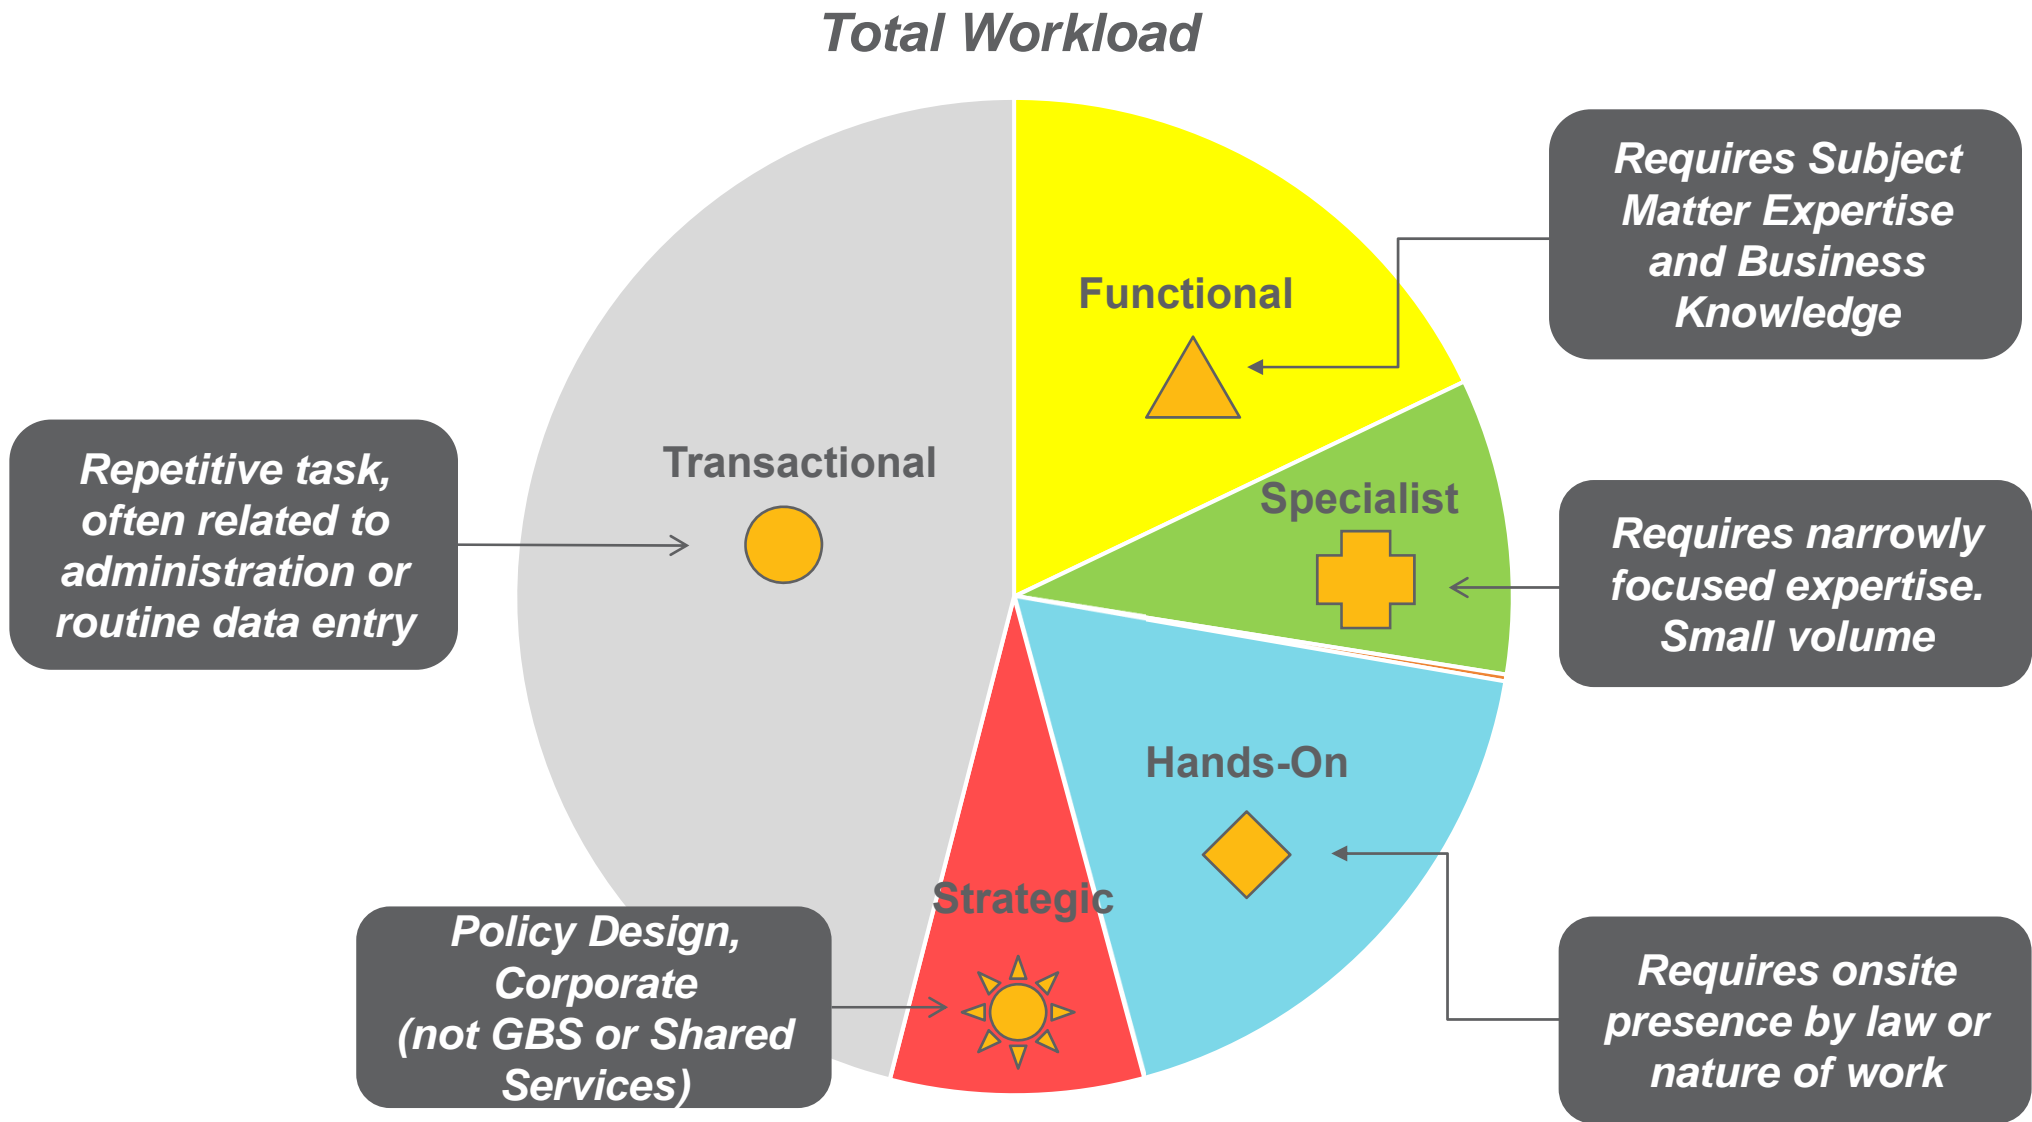 Total Workload
Requires Subject
Matter Expertise
and Business
Knowledge
Functional
Transactional
Repetitive task,
often related to
administration or
routine data entry
Specialist
Requires narrowly
focused expertise.
Small volume
Hands-On
Strategic
Policy Design,
Corporate
(not GBS or Shared
Services)
Requires onsite
presence by law or
nature of work